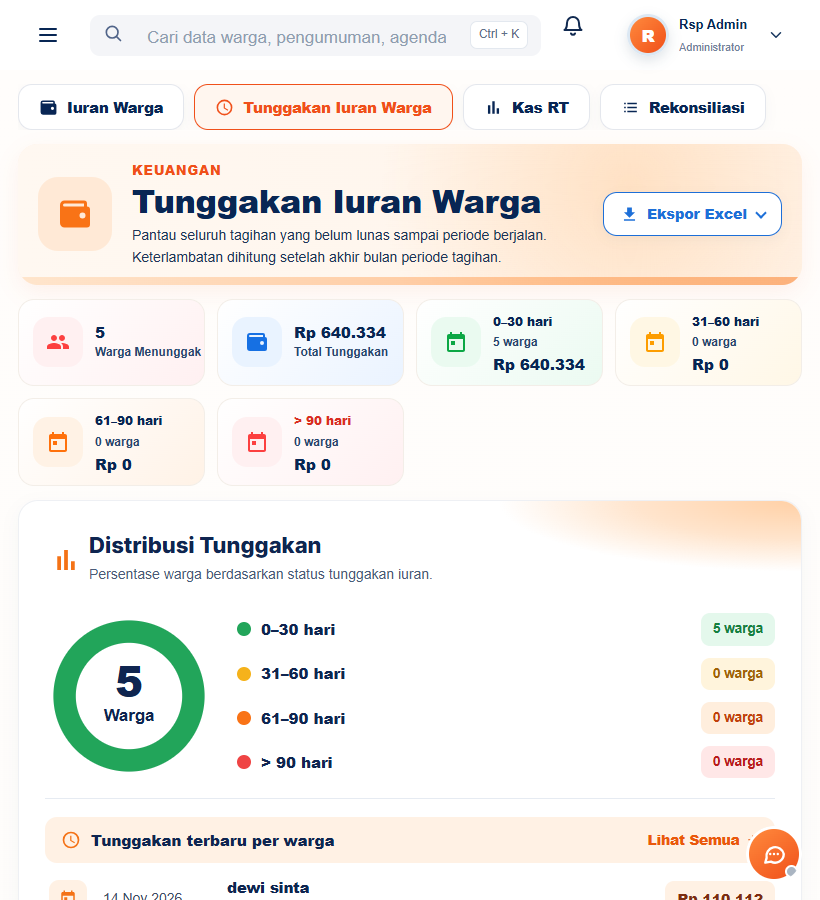 Cari data warga, pengumuman, agenda
Ctrl + K
R
Rsp Admin
Administrator
Iuran Warga
Tunggakan Iuran Warga
Kas RT
Rekonsiliasi
KEUANGAN
Tunggakan Iuran Warga
Pantau seluruh tagihan yang belum lunas sampai periode berjalan.
Keterlambatan dihitung setelah akhir bulan periode tagihan.
Ekspor Excel
5
Warga Menunggak
Rp 640.334
Total Tunggakan
0–30 hari
5 warga
Rp 640.334
31–60 hari
0 warga
Rp 0
61–90 hari
0 warga
Rp 0
> 90 hari
0 warga
Rp 0
Distribusi Tunggakan
Persentase warga berdasarkan status tunggakan iuran.
5
Warga
0–30 hari
5 warga
31–60 hari
0 warga
61–90 hari
0 warga
> 90 hari
0 warga
Tunggakan terbaru per warga
Lihat Semua
14 Nov 2026
dewi sinta
Rp 110.112